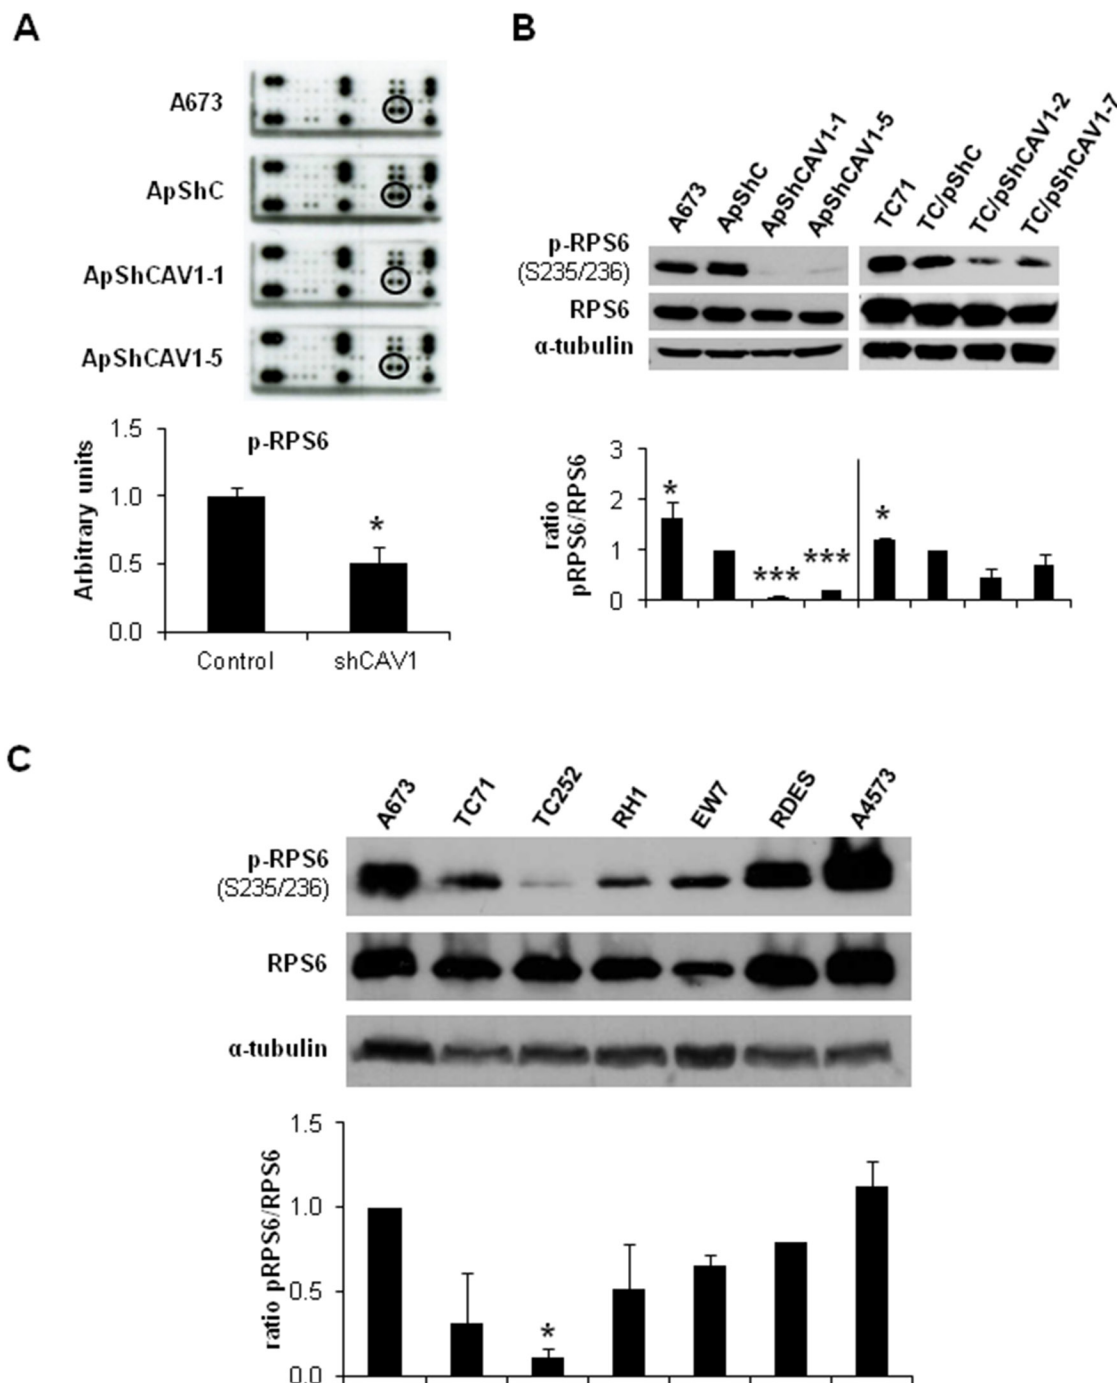 A
A673
ApShC
ApShCAV1-1
ApShCAV1-5
p-RPS6
Arbitrary units
1.5
1.0
0.5
0.0
Control
shCAV1
B
A673
ApShC
ApShCAV1-1
ApShCAV1-5
TC71
TC/pShC
TC/pShCAV1-2
TC/pShCAV1-7
p-RPS6
(S235/236)
RPS6
α-tubulin
ratio
pRPS6/RPS6
3
2
1
0
*
*
***
***
*
C
A673
TC71
TC252
RH1
EW7
RDES
A4573
p-RPS6
(S235/236)
RPS6
α-tubulin
ratio pRPS6/RPS6
1.5
1.0
0.5
0.0
*